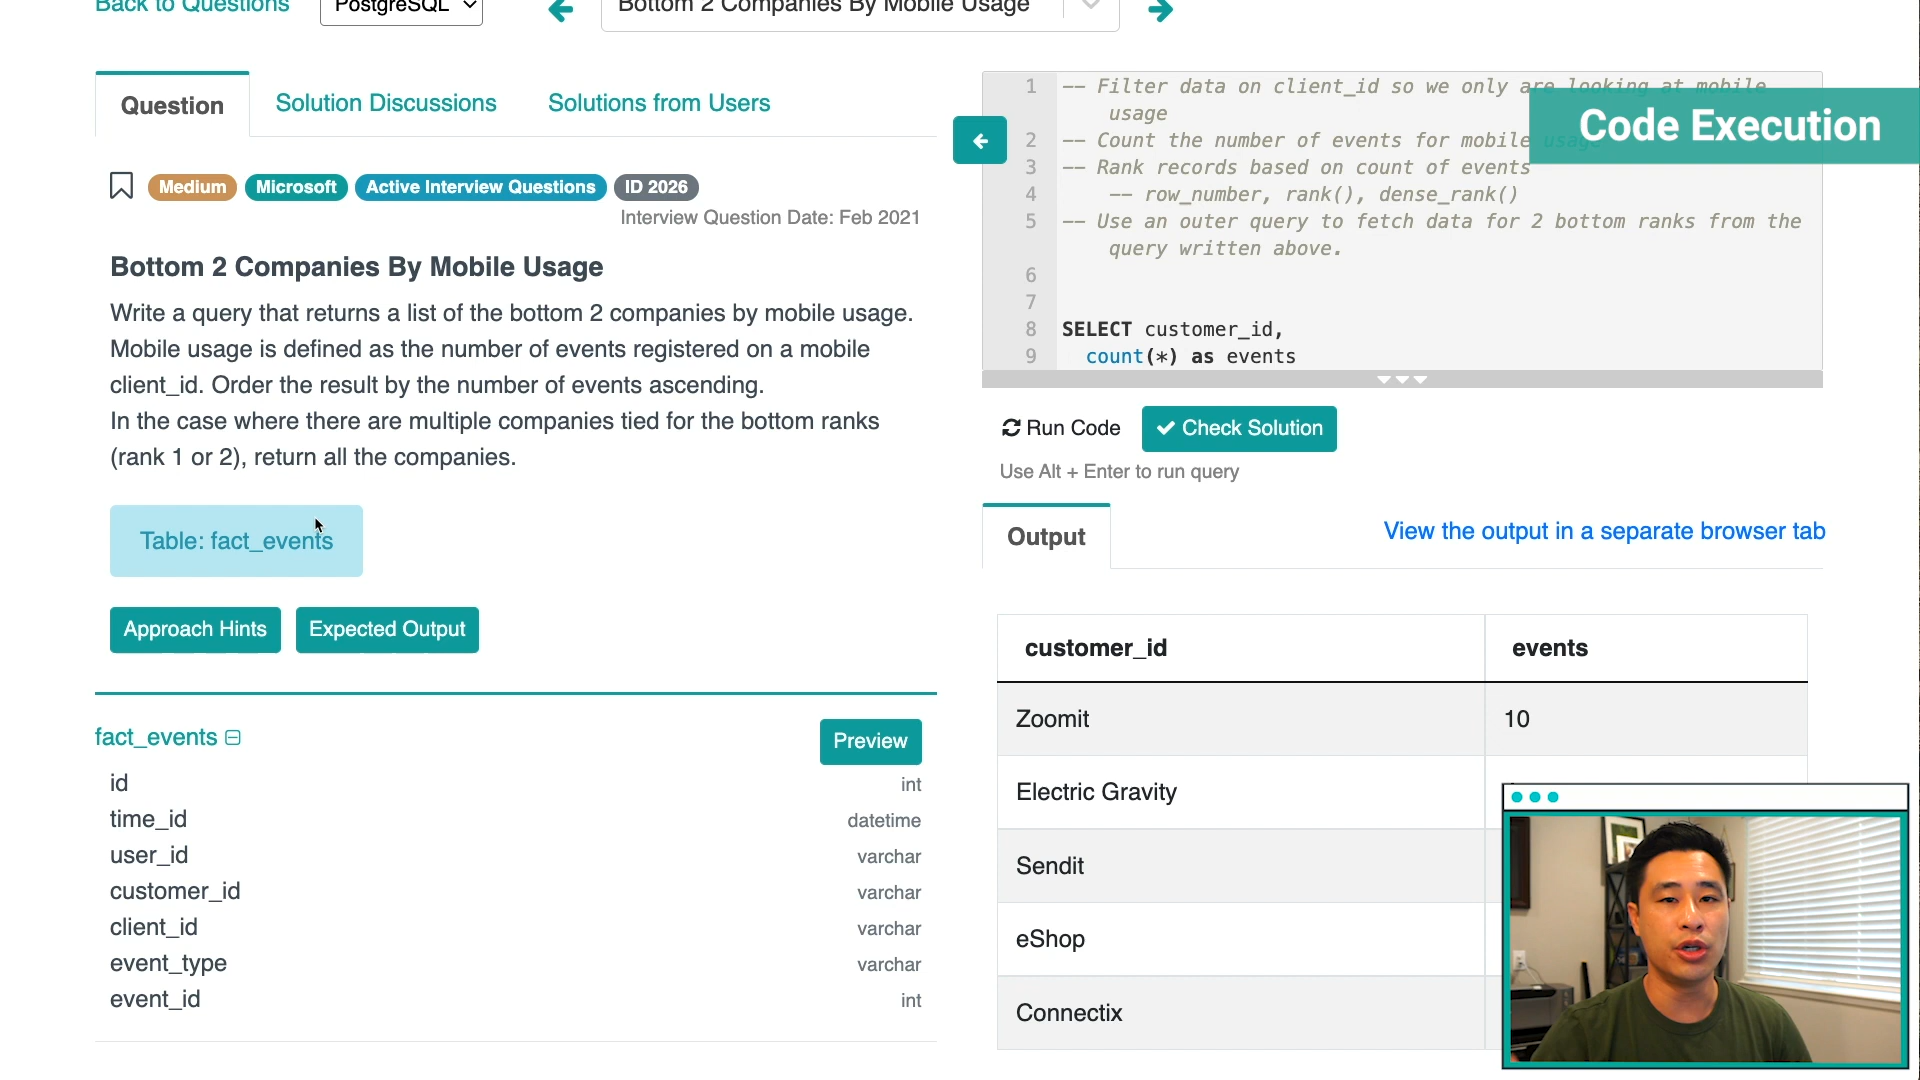 Back to Questions
PostgreSQL
Bottom 2 Companies By Mobile Usage
Question
Solution Discussions
Solutions from Users
Medium
Microsoft
Active Interview Questions
ID 2026
Interview Question Date: Feb 2021
Bottom 2 Companies By Mobile Usage
Write a query that returns a list of the bottom 2 companies by mobile usage.
Mobile usage is defined as the number of events registered on a mobile
client_id. Order the result by the number of events ascending.
In the case where there are multiple companies tied for the bottom ranks
(rank 1 or 2), return all the companies.
Table: fact_events
Approach Hints
Expected Output
fact_events
Preview
id int
time_id datetime
user_id varchar
customer_id varchar
client_id varchar
event_type varchar
event_id int
1 -- Filter data on client_id so we only are looking at mobile
usage
2 -- Count the number of events for mobile usage
3 -- Rank records based on count of events
4 -- row_number, rank(), dense_rank()
5 -- Use an outer query to fetch data for 2 bottom ranks from the
query written above.
6
7
8 SELECT customer_id,
9 count(*) as events
Code Execution
Run Code
Check Solution
Use Alt + Enter to run query
Output
View the output in a separate browser tab
customer_id events
Zoomit 10
Electric Gravity
Sendit
eShop
Connectix